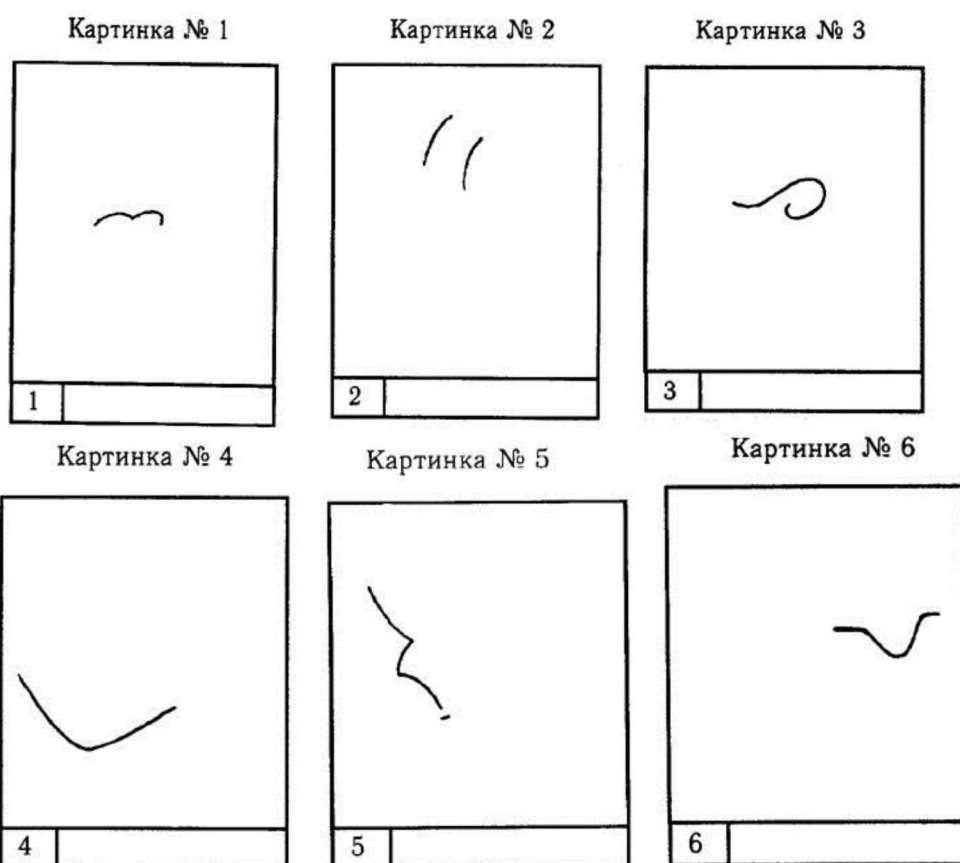 Картинка № 1
Картинка № 2
Картинка № 3
1
2
3
Картинка № 4
Картинка № 5
Картинка № 6
4
5
6